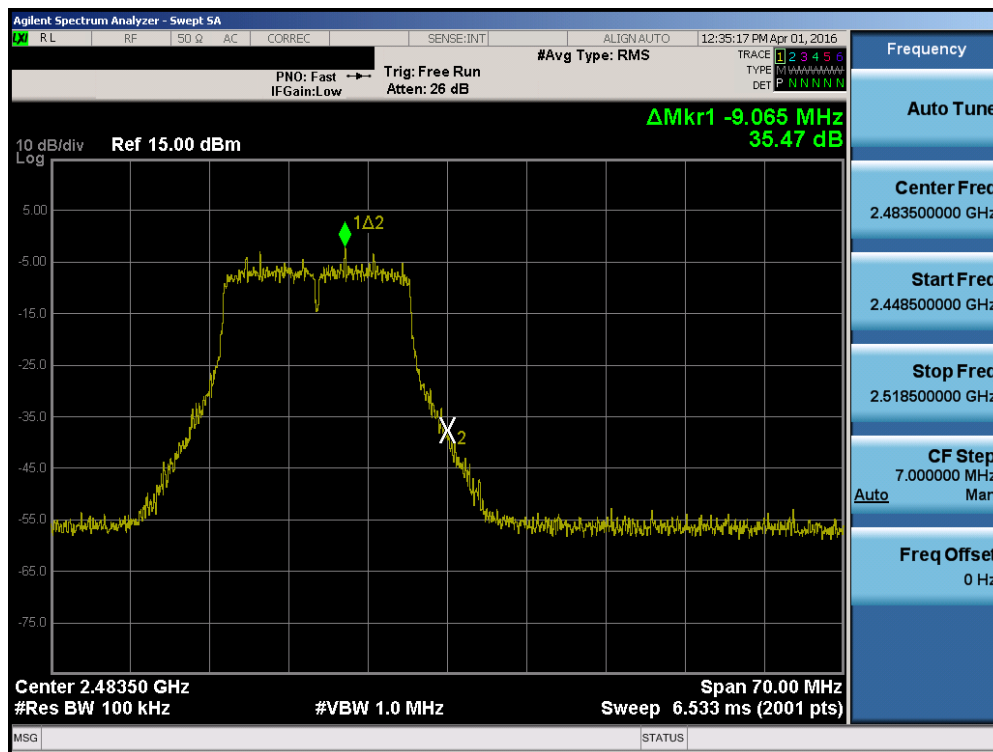 Agilent Spectrum Analyzer - Swept SA
LXI RL RF 50 Ω AC CORREC SENSE:INT ALIGNAUTO 12:35:17 PM Apr 01, 2016
#Avg Type: RMS
TRACE 1 2 3 4 5 6
PNO: Fast Trig: Free Run
TYPE M W W W W W
IFGain:Low Atten: 26 dB
DET P N N N N N
Frequency
ΔMkr1 -9.065 MHz
35.47 dB
10 dB/div Ref 15.00 dBm
Log
5.00
-5.00
-15.0
-25.0
-35.0
-45.0
-55.0
-65.0
-75.0
1Δ2
X2
Center 2.48350 GHz Span 70.00 MHz
#Res BW 100 kHz #VBW 1.0 MHz Sweep 6.533 ms (2001 pts)
Auto Tune
Center Freq
2.483500000 GHz
Start Freq
2.448500000 GHz
Stop Freq
2.518500000 GHz
CF Step
7.000000 MHz
Auto Man
Freq Offset
0 Hz
MSG STATUS